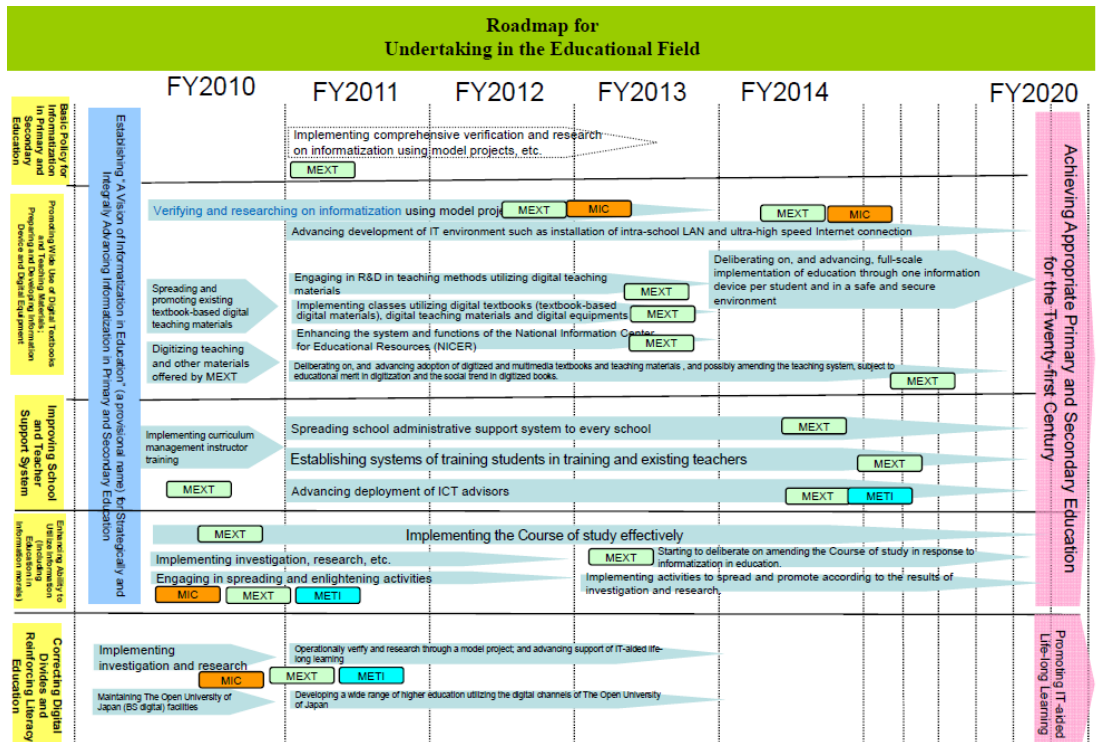 Roadmap for
Undertaking in the Educational Field
FY2010
FY2011
FY2012
FY2013
FY2014
FY2020
Basic Policy for
Informatization
in Primary and
Secondary
Education
Establishing "A Vision of Informatization in Education" (a provisional name) for Strategically and
Integrally Advancing Informatization in Primary and Secondary Education
Implementing comprehensive verification and research
on informatization using model projects, etc.
MEXT
Achieving Appropriate Primary and Secondary Education
for the Twenty-first Century
Promoting Wide Use of Digital Textbooks
and Teaching Materials;
Preparing and Developing Information
Device and Digital Equipment
Verifying and researching on informatization using model proj
MEXT
MIC
MEXT
MIC
Advancing development of IT environment such as installation of intra-school LAN and ultra-high speed Internet connection
Spreading and
promoting existing
textbook-based digital
teaching materials
Engaging in R&D in teaching methods utilizing digital teaching
materials
MEXT
Implementing classes utilizing digital textbooks (textbook-based
digital materials), digital teaching materials and digital equipments
MEXT
Deliberating on, and advancing, full-scale
implementation of education through one information
device per student and in a safe and secure
environment
Digitizing teaching
and other materials
offered by MEXT
Enhancing the system and functions of the National Information Center
for Educational Resources (NICER)
MEXT
Deliberating on, and advancing adoption of digitized and multimedia textbooks and teaching materials , and possibly amending the teaching system, subject to
educational merit in digitization and the social trend in digitized books.
MEXT
Improving School
and Teacher
Support System
Implementing curriculum
management instructor
training
MEXT
Spreading school administrative support system to every school
MEXT
Establishing systems of training students in training and existing teachers
MEXT
Advancing deployment of ICT advisors
MEXT
METI
Enhancing Ability to
Utilize Information
(Including
Education in
Information morals)
MEXT
Implementing the Course of study effectively
Implementing investigation, research, etc.
MEXT
Starting to deliberate on amending the Course of study in response to
informatization in education.
Engaging in spreading and enlightening activities
MIC
MEXT
METI
Implementing activities to spread and promote according to the results of
investigation and research.
Correcting Digital
Divides and
Reinforcing Literacy
Education
Implementing
investigation and research
MIC
MEXT
METI
Operationally verify and research through a model project; and advancing support of IT-aided life-
long learning
Maintaining The Open University of
Japan (BS digital) facilities
Developing a wide range of higher education utilizing the digital channels of The Open University
of Japan
Promoting IT-aided
Life-long Learning